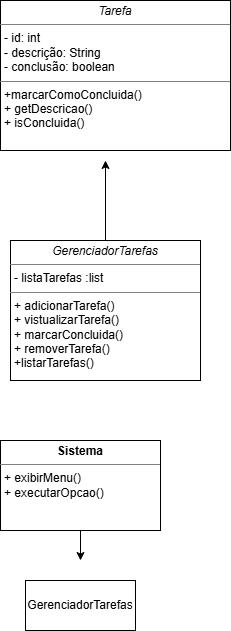 Tarefa
- id: int
- descrição: String
- conclusão: boolean
+marcarComoConcluida()
+ getDescricao()
+ isConcluida()
GerenciadorTarefas
- listaTarefas :list
+ adicionarTarefa()
+ vistualizarTarefa()
+ marcarConcluida()
+ removerTarefa()
+listarTarefas()
Sistema
+ exibirMenu()
+ executarOpcao()
GerenciadorTarefas